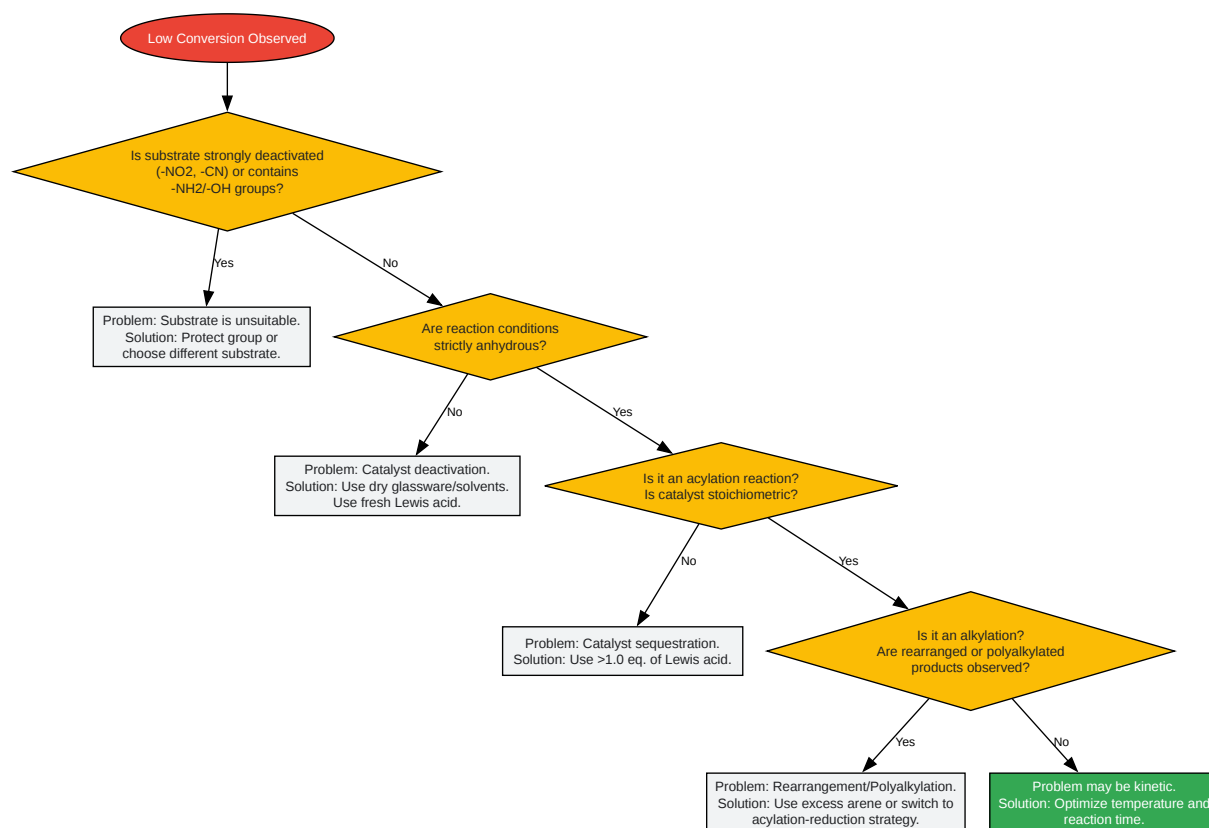 Low Conversion Observed
Is substrate strongly deactivated
(-NO2, -CN) or contains
-NH2/-OH groups?
Yes
No
Problem: Substrate is unsuitable.
Solution: Protect group or
choose different substrate.
Are reaction conditions
strictly anhydrous?
No
Yes
Problem: Catalyst deactivation.
Solution: Use dry glassware/solvents.
Use fresh Lewis acid.
Is it an acylation reaction?
Is catalyst stoichiometric?
No
Yes
Problem: Catalyst sequestration.
Solution: Use >1.0 eq. of Lewis acid.
Is it an alkylation?
Are rearranged or polyalkylated
products observed?
Yes
No
Problem: Rearrangement/Polyalkylation.
Solution: Use excess arene or switch to
acylation-reduction strategy.
Problem may be kinetic.
Solution: Optimize temperature and
reaction time.